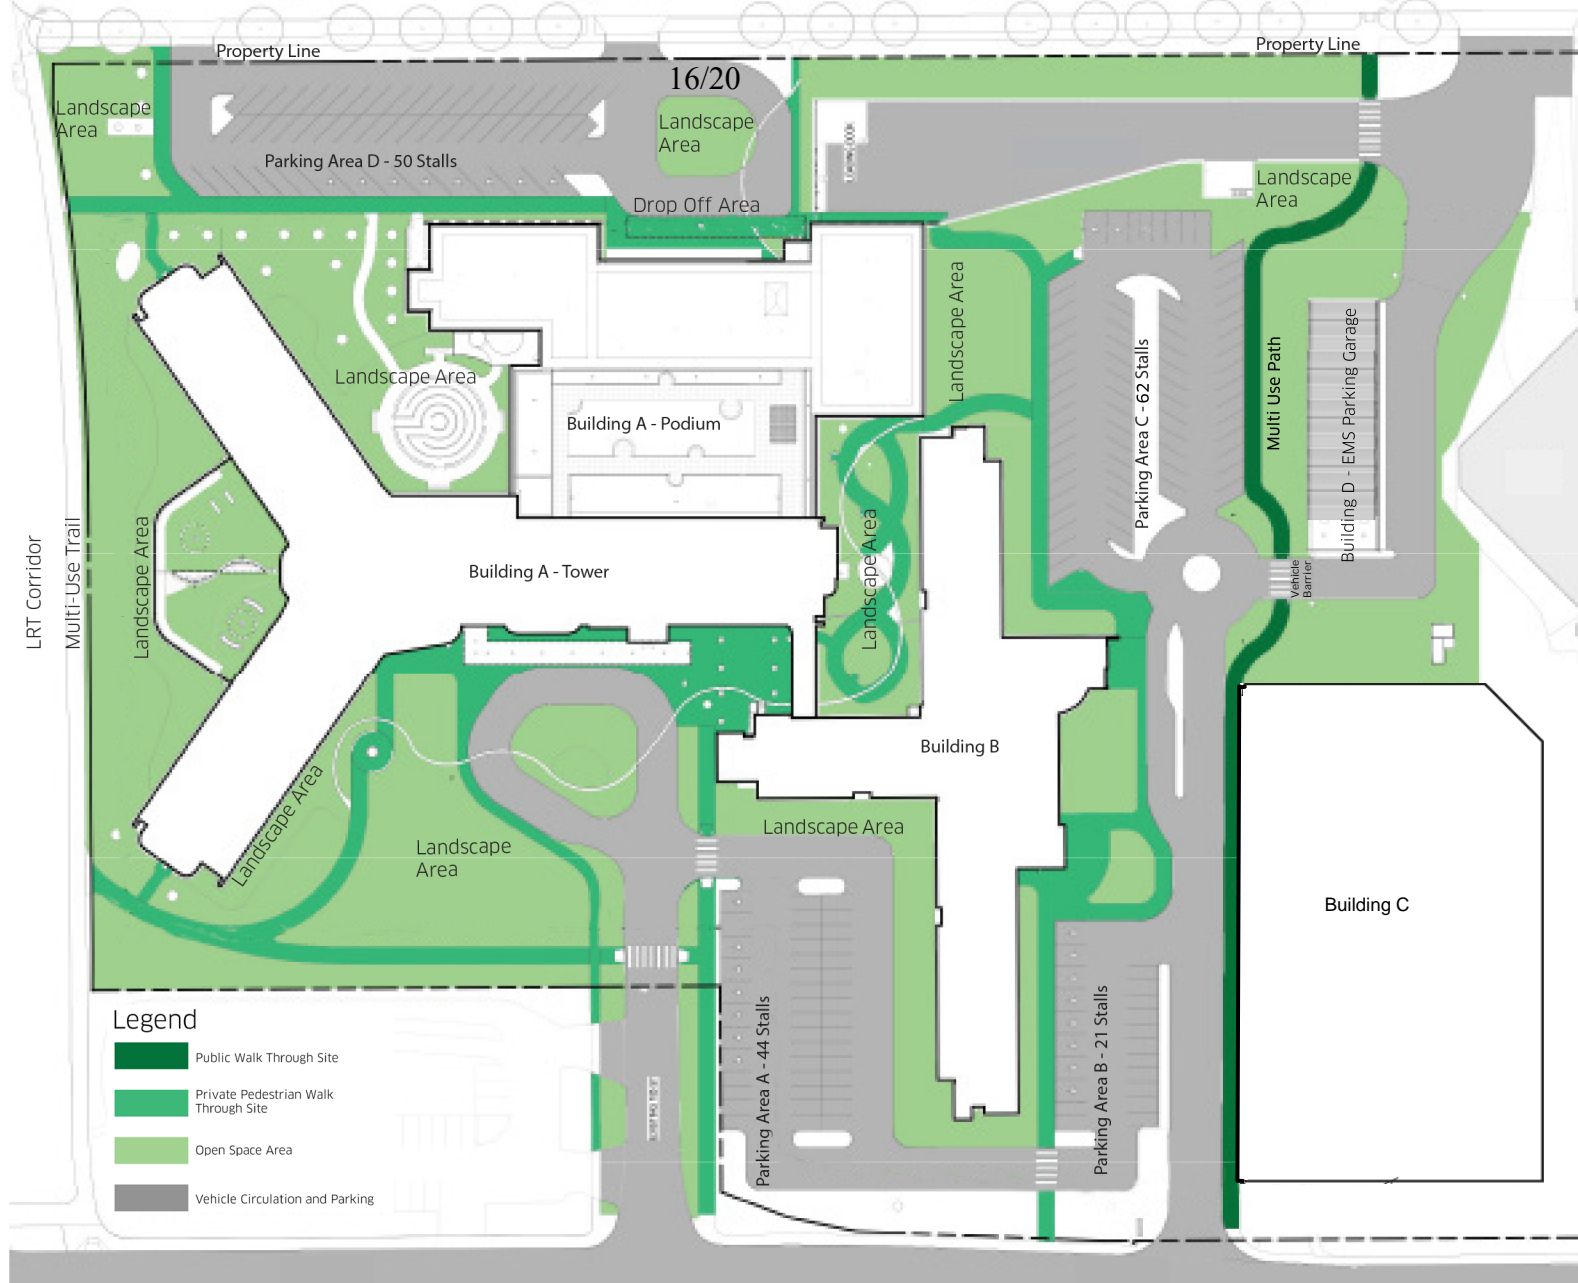 Property Line
Property Line
16/20
Landscape
Area
Landscape
Area
Parking Area D - 50 Stalls
Landscape
Area
Drop Off Area
Landscape Area
Landscape Area
Building A - Podium
Parking Area C - 62 Stalls
Multi Use Path
Building D - EMS Parking Garage
LRT Corridor
Multi-Use Trail
Landscape Area
Building A - Tower
Landscape Area
Vehicle
Barrier
Building B
Landscape Area
Landscape
Area
Landscape Area
Building C
Parking Area A - 44 Stalls
Parking Area B - 21 Stalls
Legend
Public Walk Through Site
Private Pedestrian Walk
Through Site
Open Space Area
Vehicle Circulation and Parking